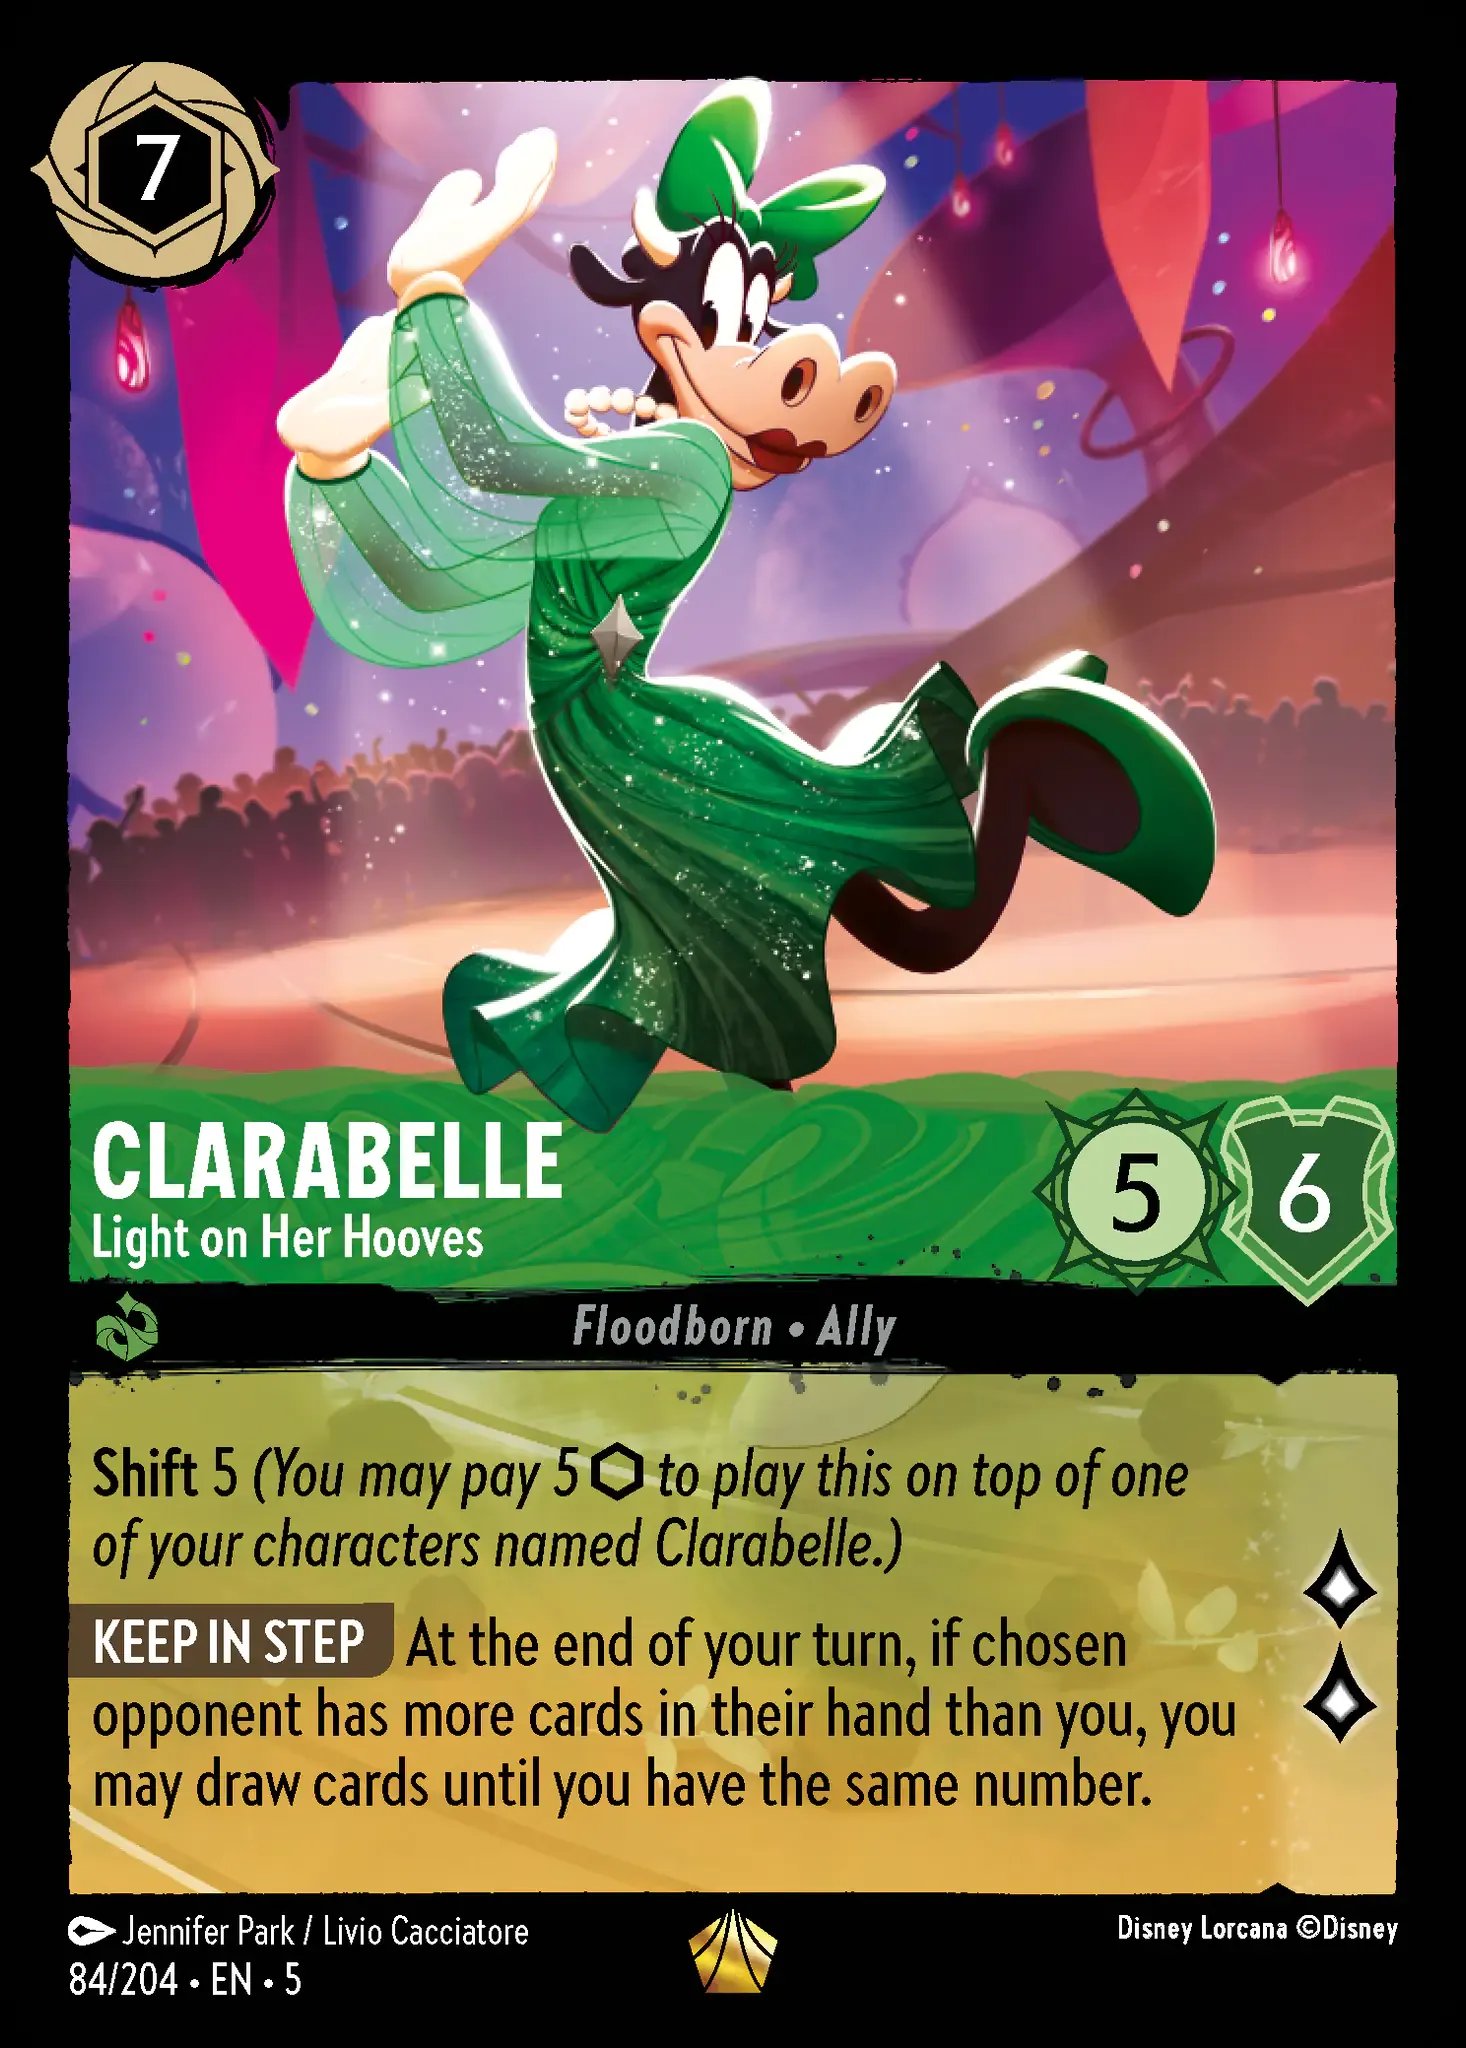 7
CLARABELLE
Light on Her Hooves
5
6
Floodborn • Ally
Shift 5 (You may pay 5 ⬡ to play this on top of one
of your characters named Clarabelle.)
KEEP IN STEP At the end of your turn, if chosen
opponent has more cards in their hand than you, you
may draw cards until you have the same number.
Jennifer Park / Livio Cacciatore
Disney Lorcana ©Disney
84/204 • EN • 5